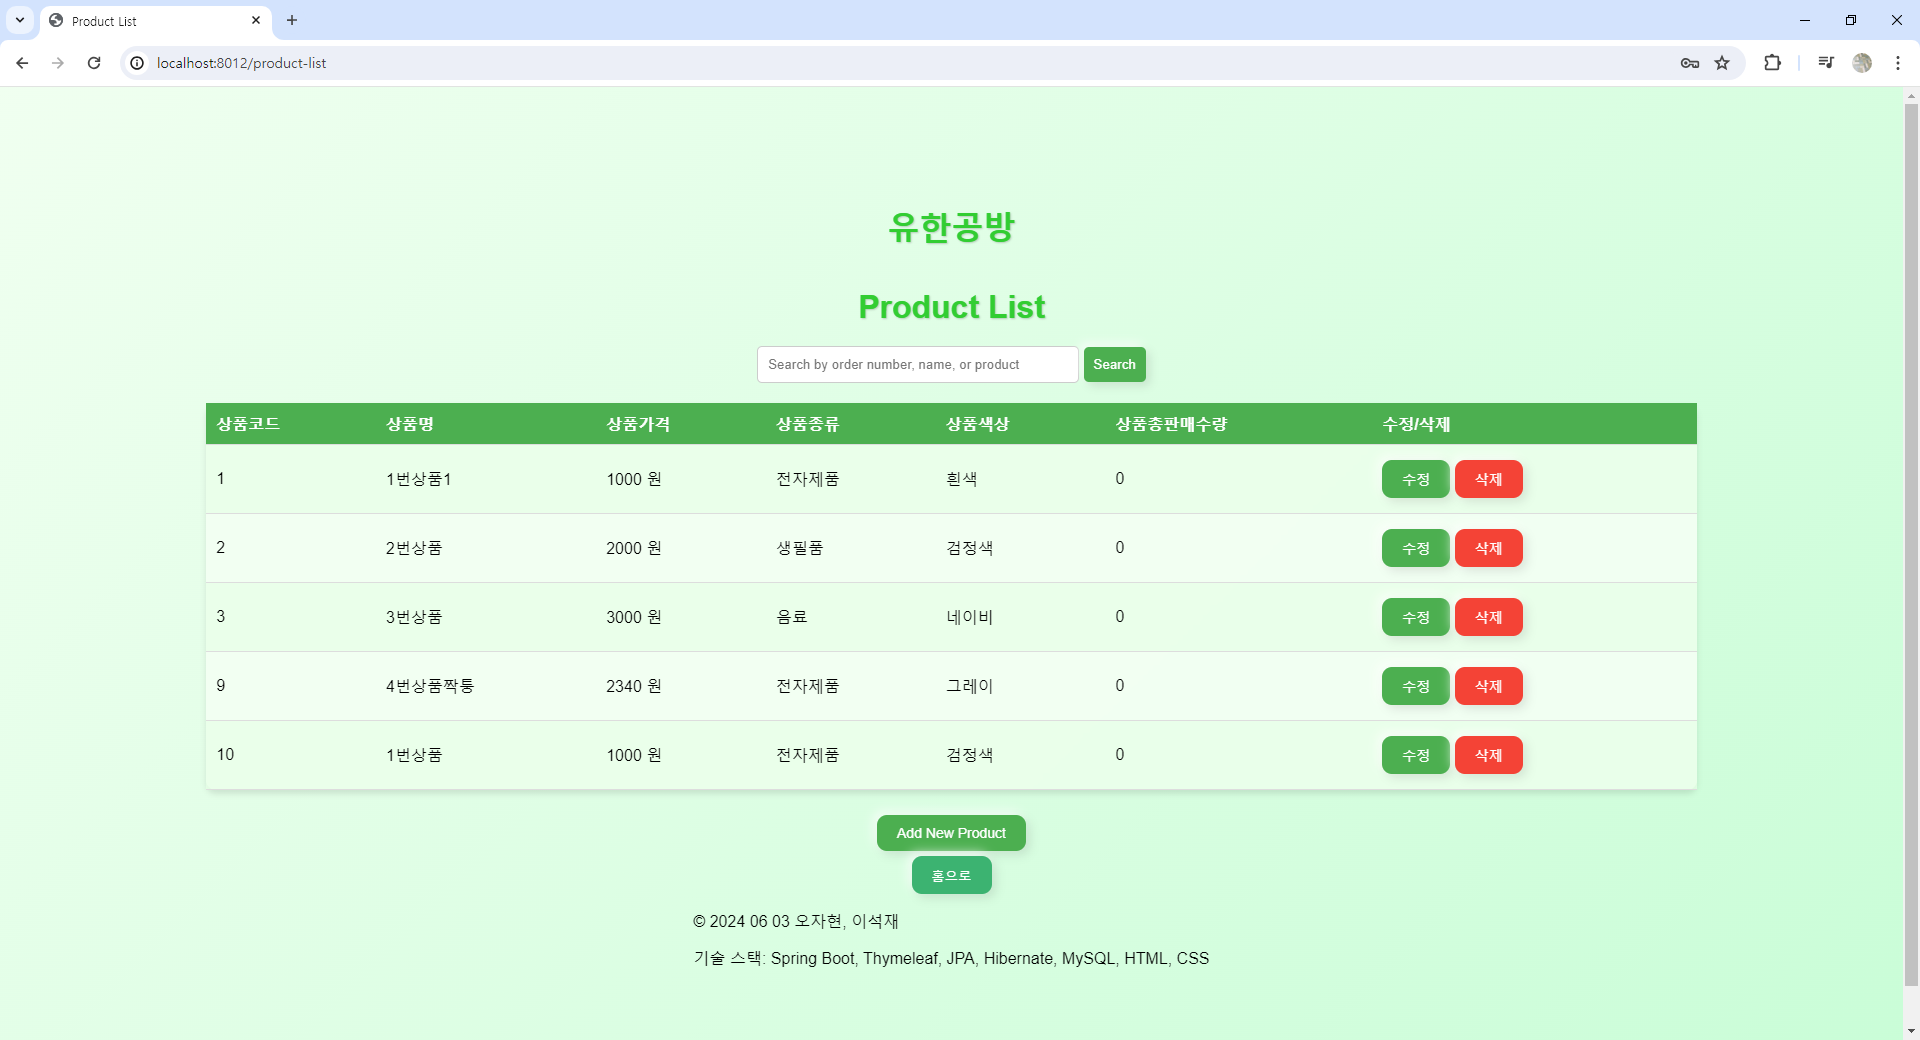 Product List
localhost:8012/product-list
유한공방
Product List
Search by order number, name, or product Search
상품코드 상품명 상품가격 상품종류 상품색상 상품총판매수량 수정/삭제
1 1번상품1 1000 원 전자제품 흰색 0 수정 삭제
2 2번상품 2000 원 생필품 검정색 0 수정 삭제
3 3번상품 3000 원 음료 네이비 0 수정 삭제
9 4번상품짝퉁 2340 원 전자제품 그레이 0 수정 삭제
10 1번상품 1000 원 전자제품 검정색 0 수정 삭제
Add New Product
홈으로
© 2024 06 03 오자현, 이석재
기술 스택: Spring Boot, Thymeleaf, JPA, Hibernate, MySQL, HTML, CSS